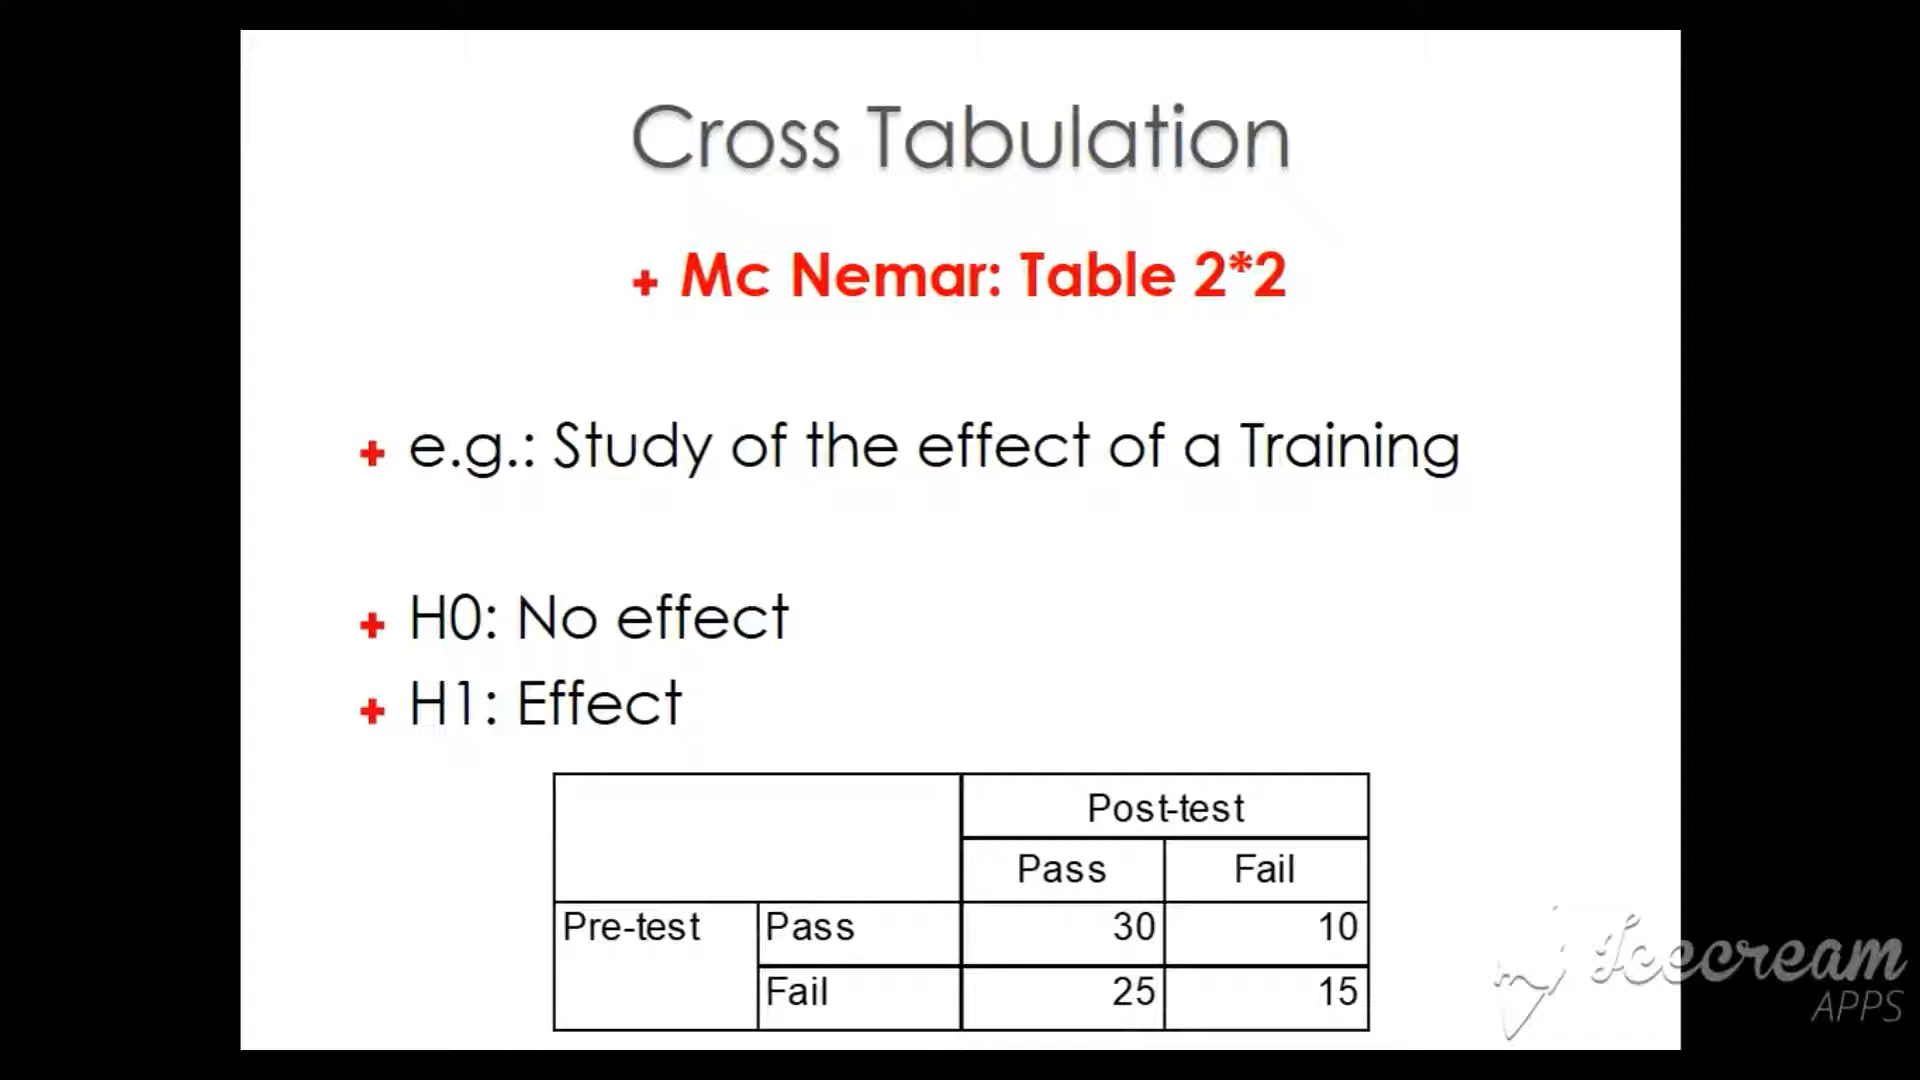 Cross Tabulation
+ Mc Nemar: Table 2*2
+ e.g.: Study of the effect of a Training
+ H0: No effect
+ H1: Effect
Post-test
Pass Fail
Pre-test Pass 30 10
Fail 25 15
Icecream
APPS